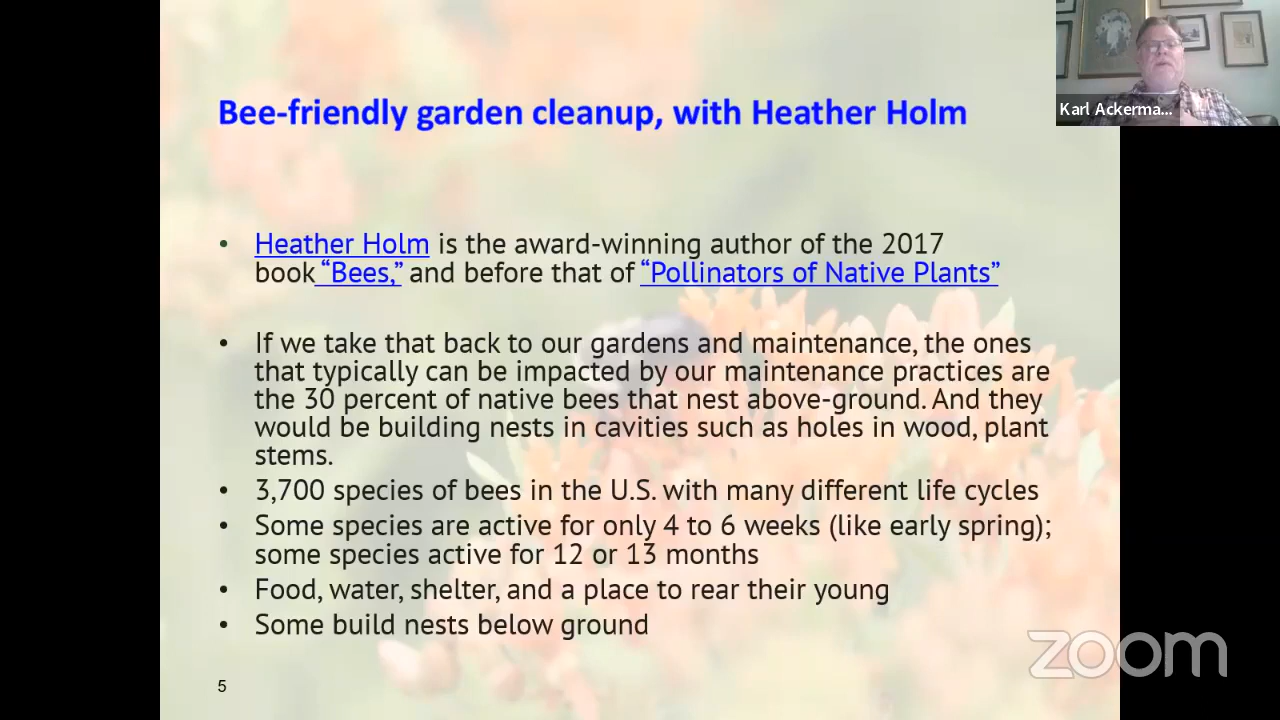 Bee-friendly garden cleanup, with Heather Holm
Karl Ackerma...
• Heather Holm is the award-winning author of the 2017
book “Bees,” and before that of “Pollinators of Native Plants”
• If we take that back to our gardens and maintenance, the ones
that typically can be impacted by our maintenance practices are
the 30 percent of native bees that nest above-ground. And they
would be building nests in cavities such as holes in wood, plant
stems.
• 3,700 species of bees in the U.S. with many different life cycles
• Some species are active for only 4 to 6 weeks (like early spring);
some species active for 12 or 13 months
• Food, water, shelter, and a place to rear their young
• Some build nests below ground
zoom
5